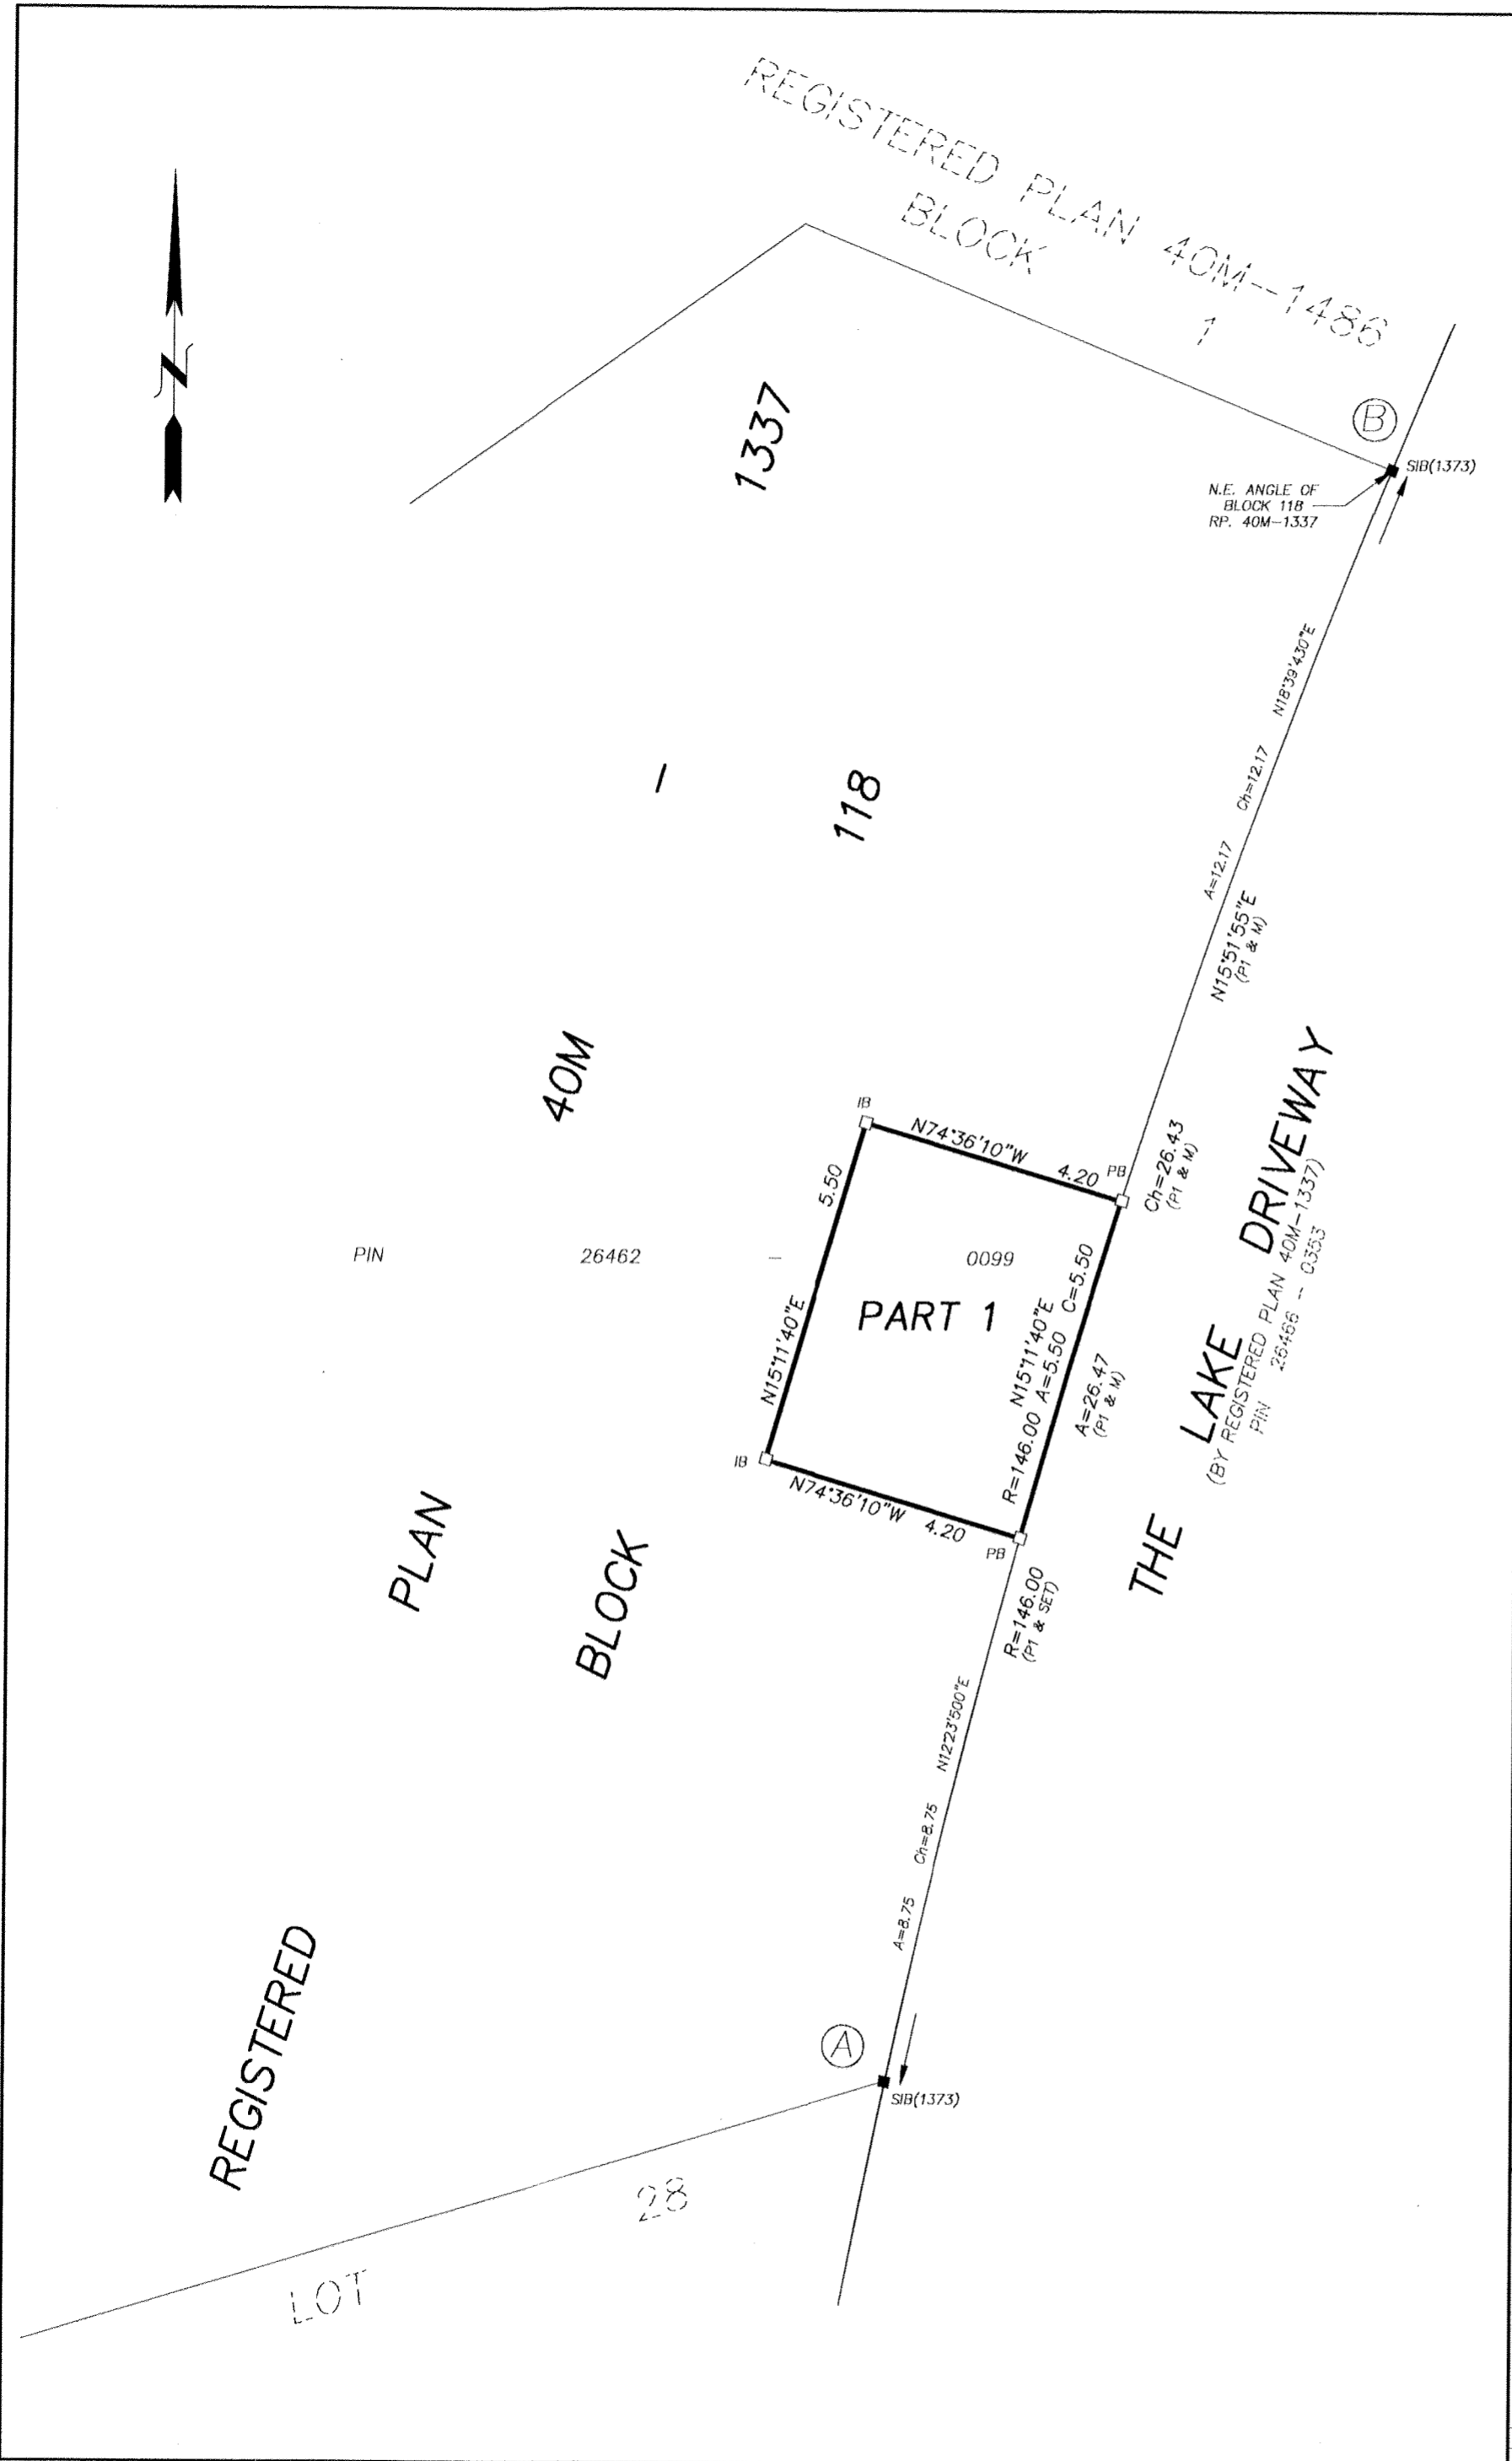 REGISTERED PLAN 40M--1486
BLOCK 1
N
B
SIB(1373)
N.E. ANGLE OF
BLOCK 118
RP. 40M-1337
REGISTERED PLAN 40M - 1337
BLOCK 118
A=12.17 Ch=12.17 N18°39'430"E
N15°51'55"E
(P1 & M)
Ch=26.43
(P1 & M)
A=26.47
(P1 & M)
R=146.00
(P1 & SET)
IB
N74°36'10"W 4.20
PB
N15°11'40"E 5.50
PIN 26462 - 0099
PART 1
N15°11'40"E C=5.50
R=146.00 A=5.50
IB
N74°36'10"W 4.20
PB
THE LAKE DRIVEWAY
(BY REGISTERED PLAN 40M-1337)
PIN 26466 -- 0353
A=8.75 Ch=8.75 N12°23'500"E
A
SIB(1373)
LOT 28